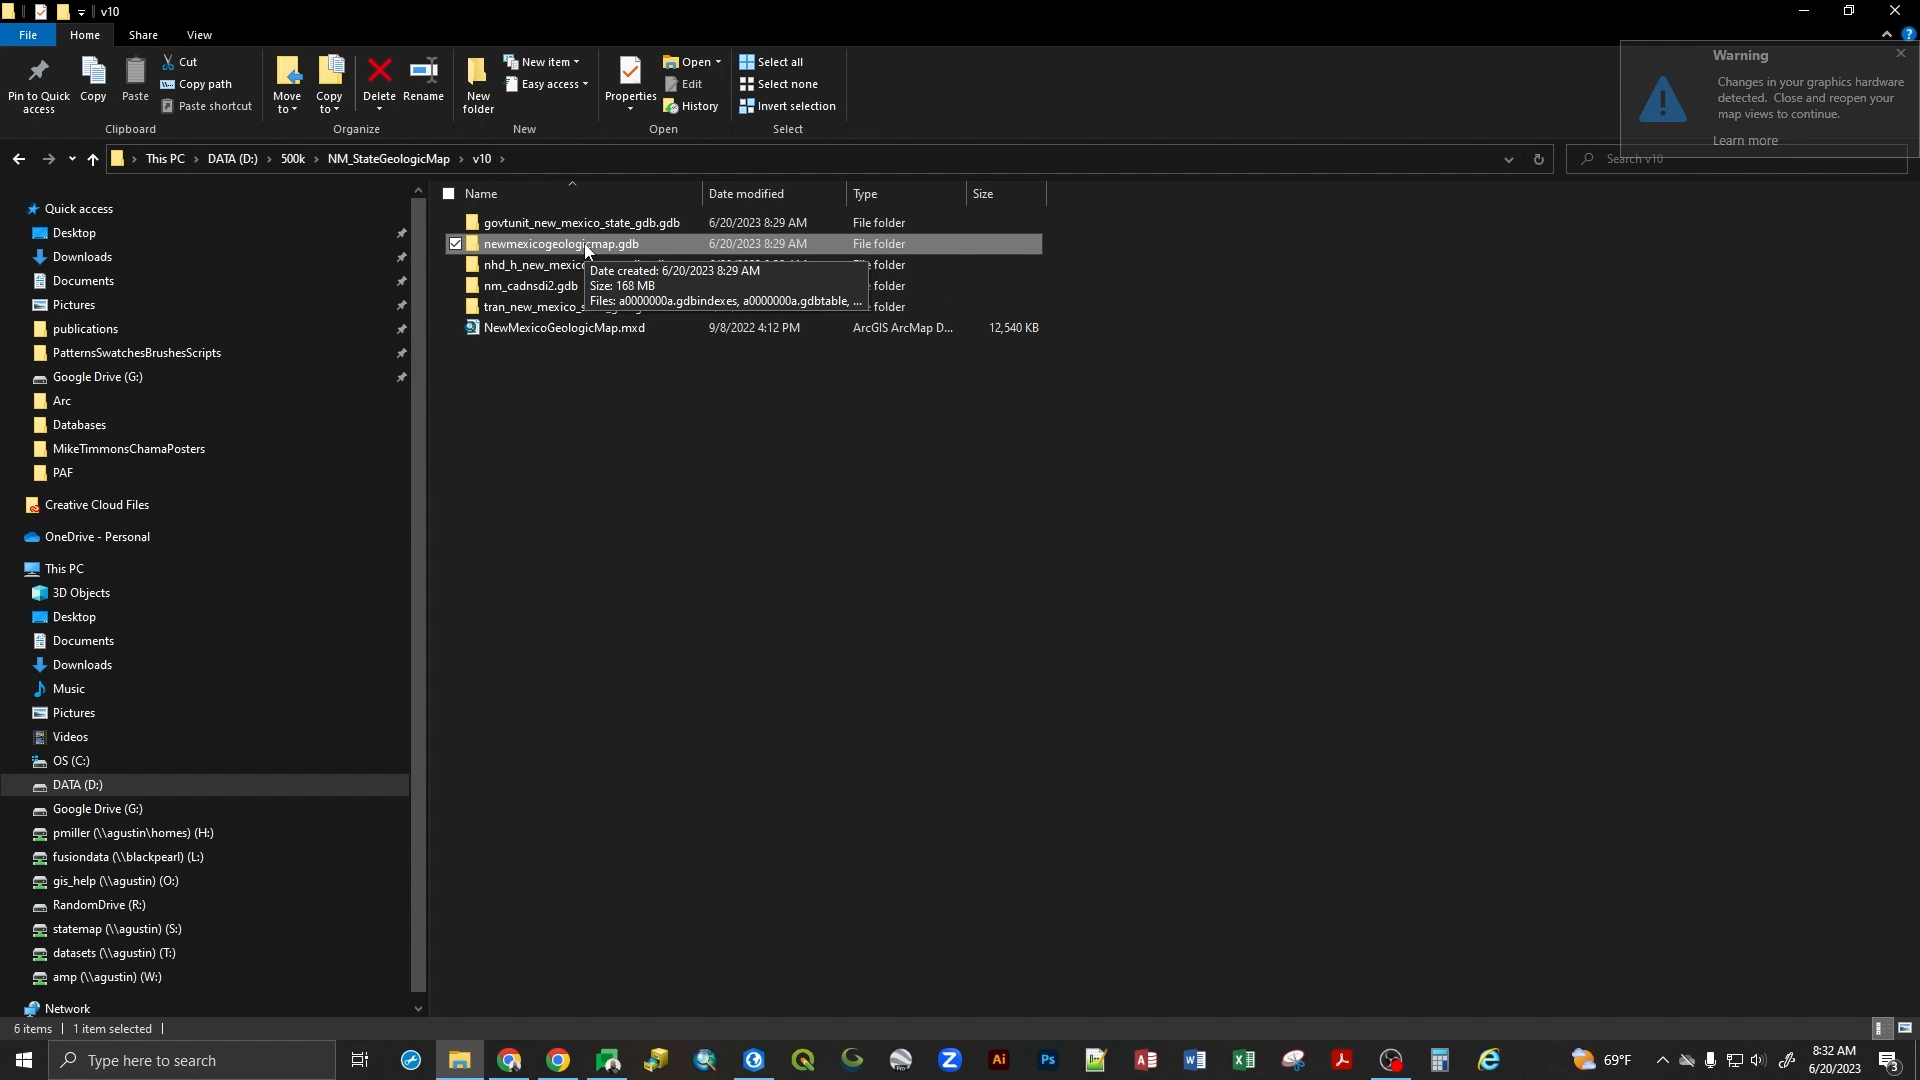 v10
File
Home
Share
View
Pin to Quick access
Copy
Paste
Cut
Copy path
Paste shortcut
Clipboard
Move to
Copy to
Delete
Rename
Organize
New folder
New item
Easy access
New
Properties
Open
Edit
History
Open
Select all
Select none
Invert selection
Select
Warning
Changes in your graphics hardware
detected. Close and reopen your
map views to continue.
Learn more
This PC > DATA (D:) > 500k > NM_StateGeologicMap > v10 >
Search v10
Name Date modified Type Size
govtunit_new_mexico_state_gdb.gdb 6/20/2023 8:29 AM File folder
newmexicogeologicmap.gdb 6/20/2023 8:29 AM File folder
nhd_h_new_mexico
nm_cadnsdi2.gdb
tran_new_mexico_s
NewMexicoGeologicMap.mxd 9/8/2022 4:12 PM ArcGIS ArcMap D... 12,540 KB
Date created: 6/20/2023 8:29 AM
Size: 168 MB
Files: a0000000a.gdbindexes, a0000000a.gdbtable, ...
Quick access
Desktop
Downloads
Documents
Pictures
publications
PatternsSwatchesBrushesScripts
Google Drive (G:)
Arc
Databases
MikeTimmonsChamaPosters
PAF
Creative Cloud Files
OneDrive - Personal
This PC
3D Objects
Desktop
Documents
Downloads
Music
Pictures
Videos
OS (C:)
DATA (D:)
Google Drive (G:)
pmiller (\\agustin\homes) (H:)
fusiondata (\\blackpearl) (L:)
gis_help (\\agustin) (O:)
RandomDrive (R:)
statemap (\\agustin) (S:)
datasets (\\agustin) (T:)
amp (\\agustin) (W:)
Network
6 items 1 item selected
Type here to search
69°F
8:32 AM
6/20/2023
3